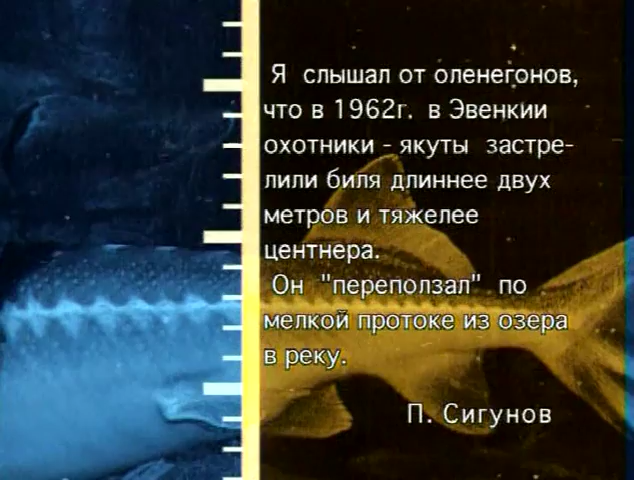 Я слышал от оленегонов,
что в 1962г. в Эвенкии
охотники - якуты застре-
лили биля длиннее двух
метров и тяжелее
центнера.
Он "переползал" по
мелкой протоке из озера
в реку.
П. Сигунов